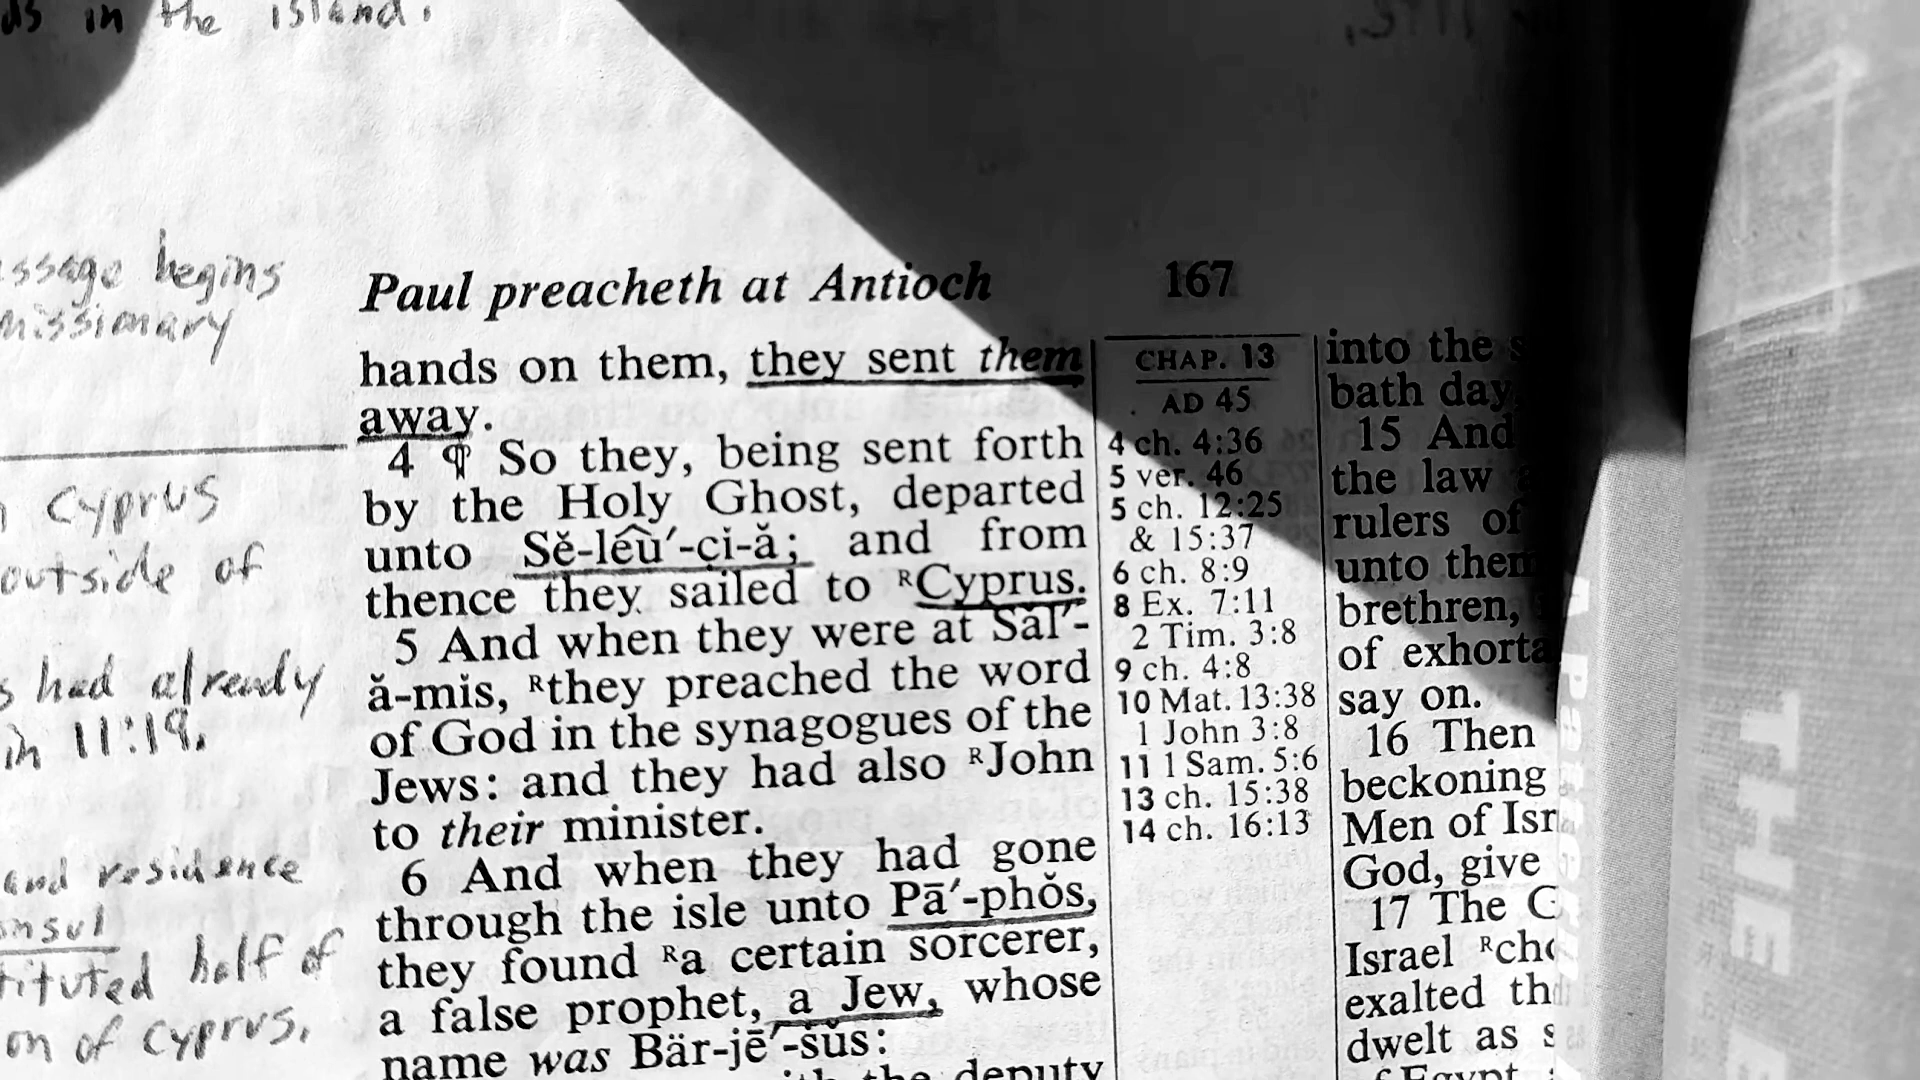 ds in the island.
ssage begins
missionary
Cyprus
outside of
s had already
in 11:19.
and residence
onsul
tituted half of
on of Cyprus.
Paul preacheth at Antioch
167
hands on them, they sent them
away.
4 ¶ So they, being sent forth
by the Holy Ghost, departed
unto Sĕ-lêù′-çi-ă; and from
thence they sailed to ᴿCyprus.
5 And when they were at Săl′-
ă-mis, ᴿthey preached the word
of God in the synagogues of the
Jews: and they had also ᴿJohn
to their minister.
6 And when they had gone
through the isle unto Pā′-phŏs,
they found ᴿa certain sorcerer,
a false prophet, a Jew, whose
name was Bär-jē′-sŭs:
the deputy
CHAP. 13
AD 45
4 ch. 4:36
5 ver. 46
5 ch. 12:25
& 15:37
6 ch. 8:9
8 Ex. 7:11
2 Tim. 3:8
9 ch. 4:8
10 Mat. 13:38
1 John 3:8
11 1 Sam. 5:6
13 ch. 15:38
14 ch. 16:13
into the s
bath day
15 And
the law
rulers of
unto them
brethren,
of exhorta
say on.
16 Then
beckoning
Men of Isr
God, give
17 The
Israel ᴿcho
exalted th
dwelt as s
of Egypt
A Pattern
THE